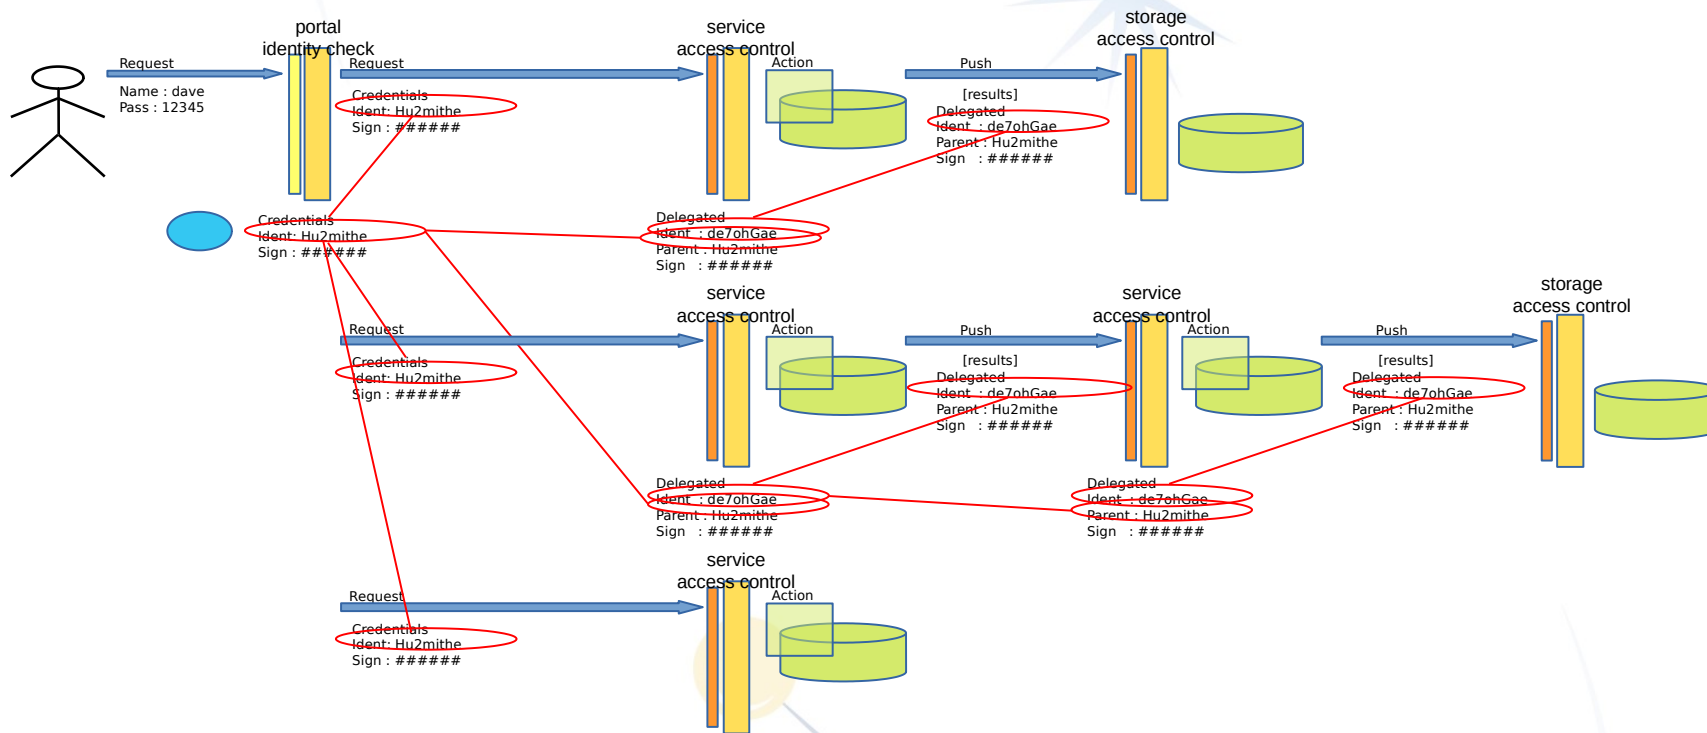 portal
identity check
service
access control
storage
access control
Request
Name : dave
Pass : 12345
Request
Credentials
Ident: Hu2mithe
Sign : ######
Action
Push
[results]
Delegated
Ident  : de7ohGae
Parent : Hu2mithe
Sign   : ######
Credentials
Ident: Hu2mithe
Sign : ######
Delegated
Ident  : de7ohGae
Parent : Hu2mithe
Sign   : ######
service
access control
service
access control
storage
access control
Request
Credentials
Ident: Hu2mithe
Sign : ######
Action
Push
[results]
Delegated
Ident  : de7ohGae
Parent : Hu2mithe
Sign   : ######
Action
Push
[results]
Delegated
Ident  : de7ohGae
Parent : Hu2mithe
Sign   : ######
Delegated
Ident  : de7ohGae
Parent : Hu2mithe
Sign   : ######
Delegated
Ident  : de7ohGae
Parent : Hu2mithe
Sign   : ######
service
access control
Request
Credentials
Ident: Hu2mithe
Sign : ######
Action